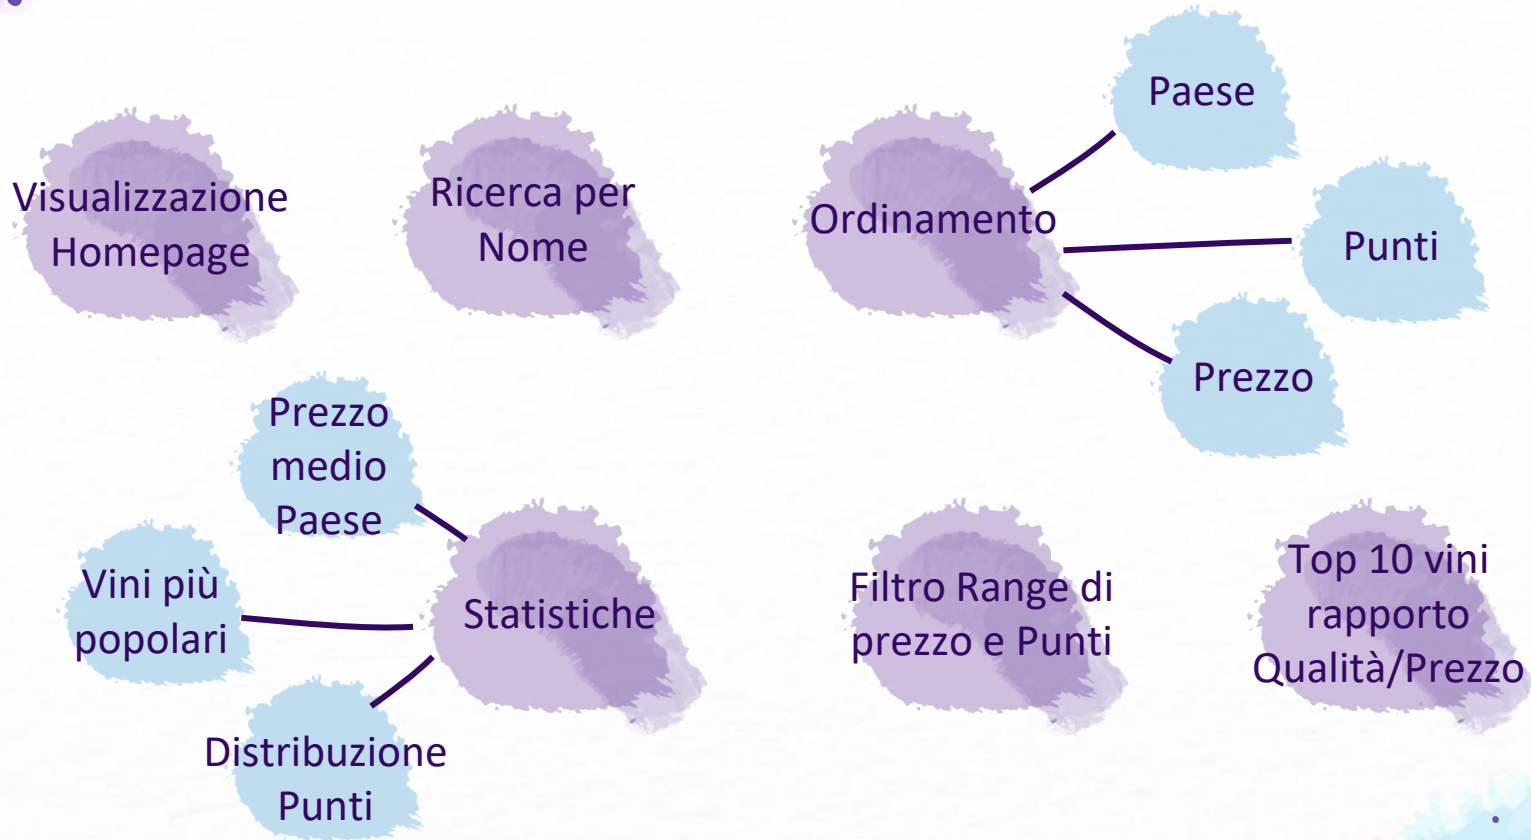 Visualizzazione
Homepage
Ricerca per
Nome
Ordinamento
Paese
Punti
Prezzo
Prezzo
medio
Paese
Vini più
popolari
Statistiche
Distribuzione
Punti
Filtro Range di
prezzo e Punti
Top 10 vini
rapporto
Qualità/Prezzo